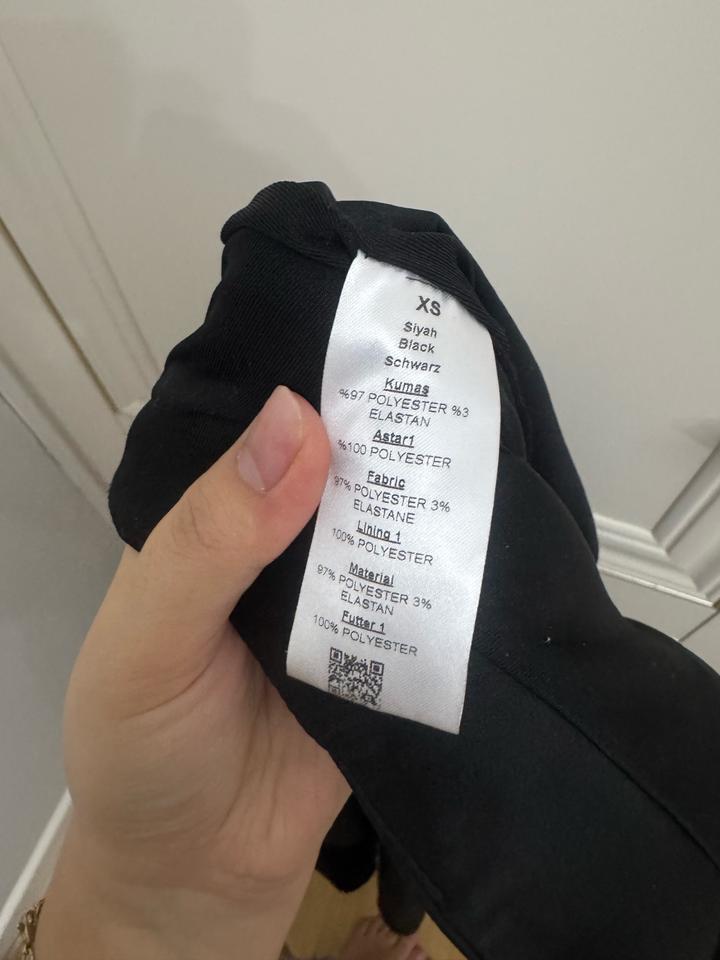 XS
Siyah
Black
Schwarz
Kumaş
%97 POLYESTER %3
ELASTAN
Astar1
%100 POLYESTER
Fabric
97% POLYESTER 3%
ELASTANE
Lining 1
100% POLYESTER
Material
97% POLYESTER 3%
ELASTAN
Futter 1
100% POLYESTER